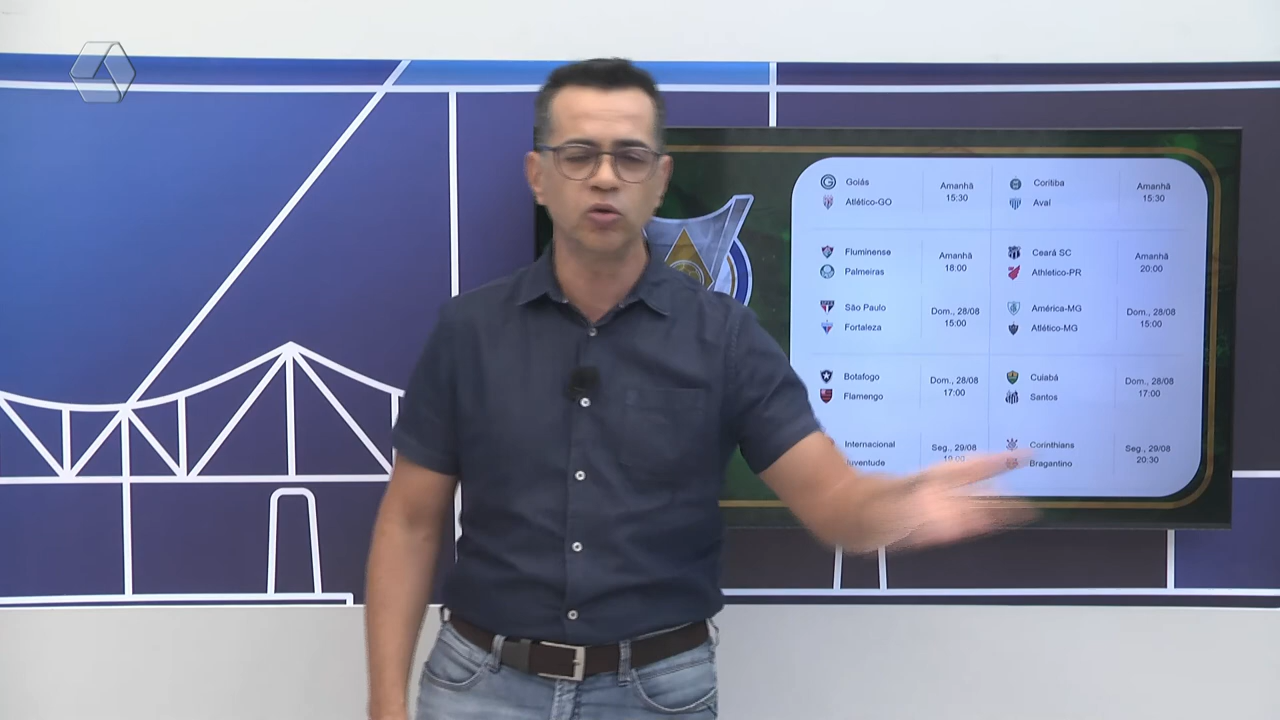 Goiás
Atlético-GO
Amanhã
15:30
Coritiba
Avaí
Amanhã
15:30
Fluminense
Palmeiras
Amanhã
18:00
Ceará SC
Athletico-PR
Amanhã
20:00
São Paulo
Fortaleza
Dom., 28/08
15:00
América-MG
Atlético-MG
Dom., 28/08
15:00
Botafogo
Flamengo
Dom., 28/08
17:00
Cuiabá
Santos
Dom., 28/08
17:00
Internacional
Juventude
Seg., 29/08
Corinthians
Bragantino
Seg., 29/08
20:30